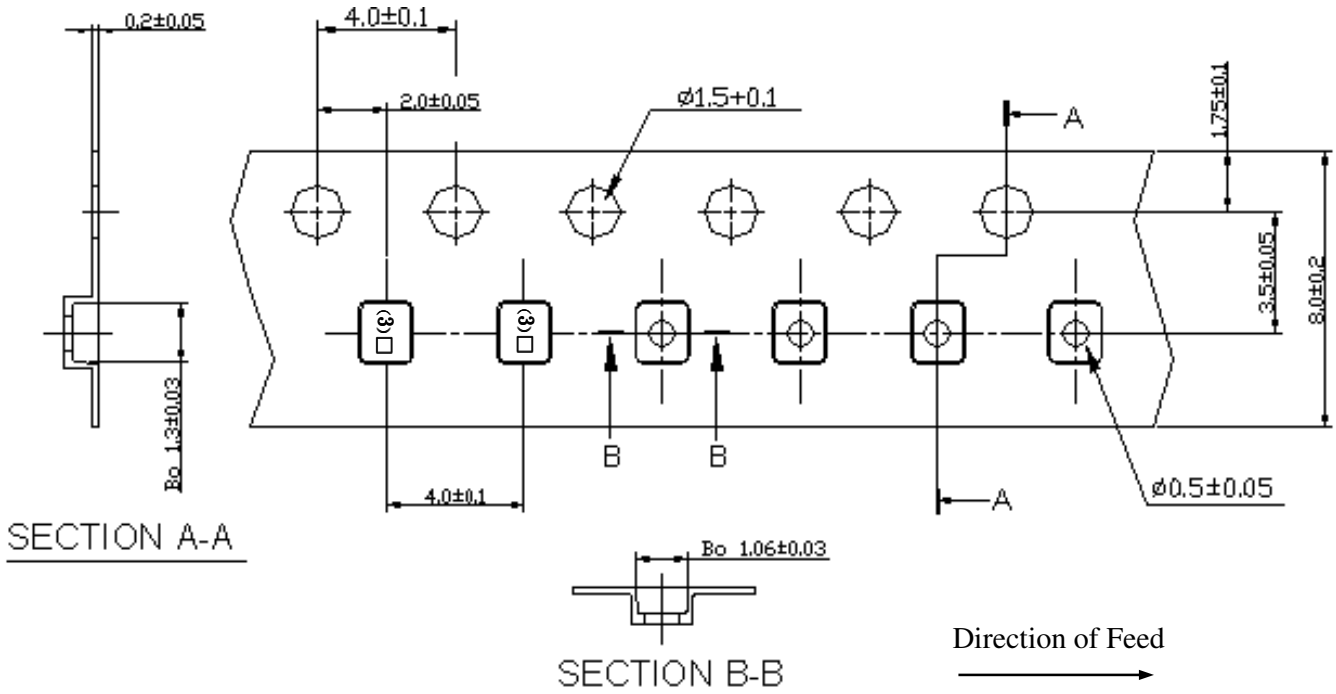 0.2±0.05
4.0±0.1
2.0±0.05
Ø1.5+0.1
A
1.75±0.1
3.5±0.05
8.0±0.2
(3)□
(3)□
Bo 1.3±0.03
B
B
4.0±0.1
A
Ø0.5±0.05
SECTION A-A
Bo 1.06±0.03
SECTION B-B
Direction of Feed